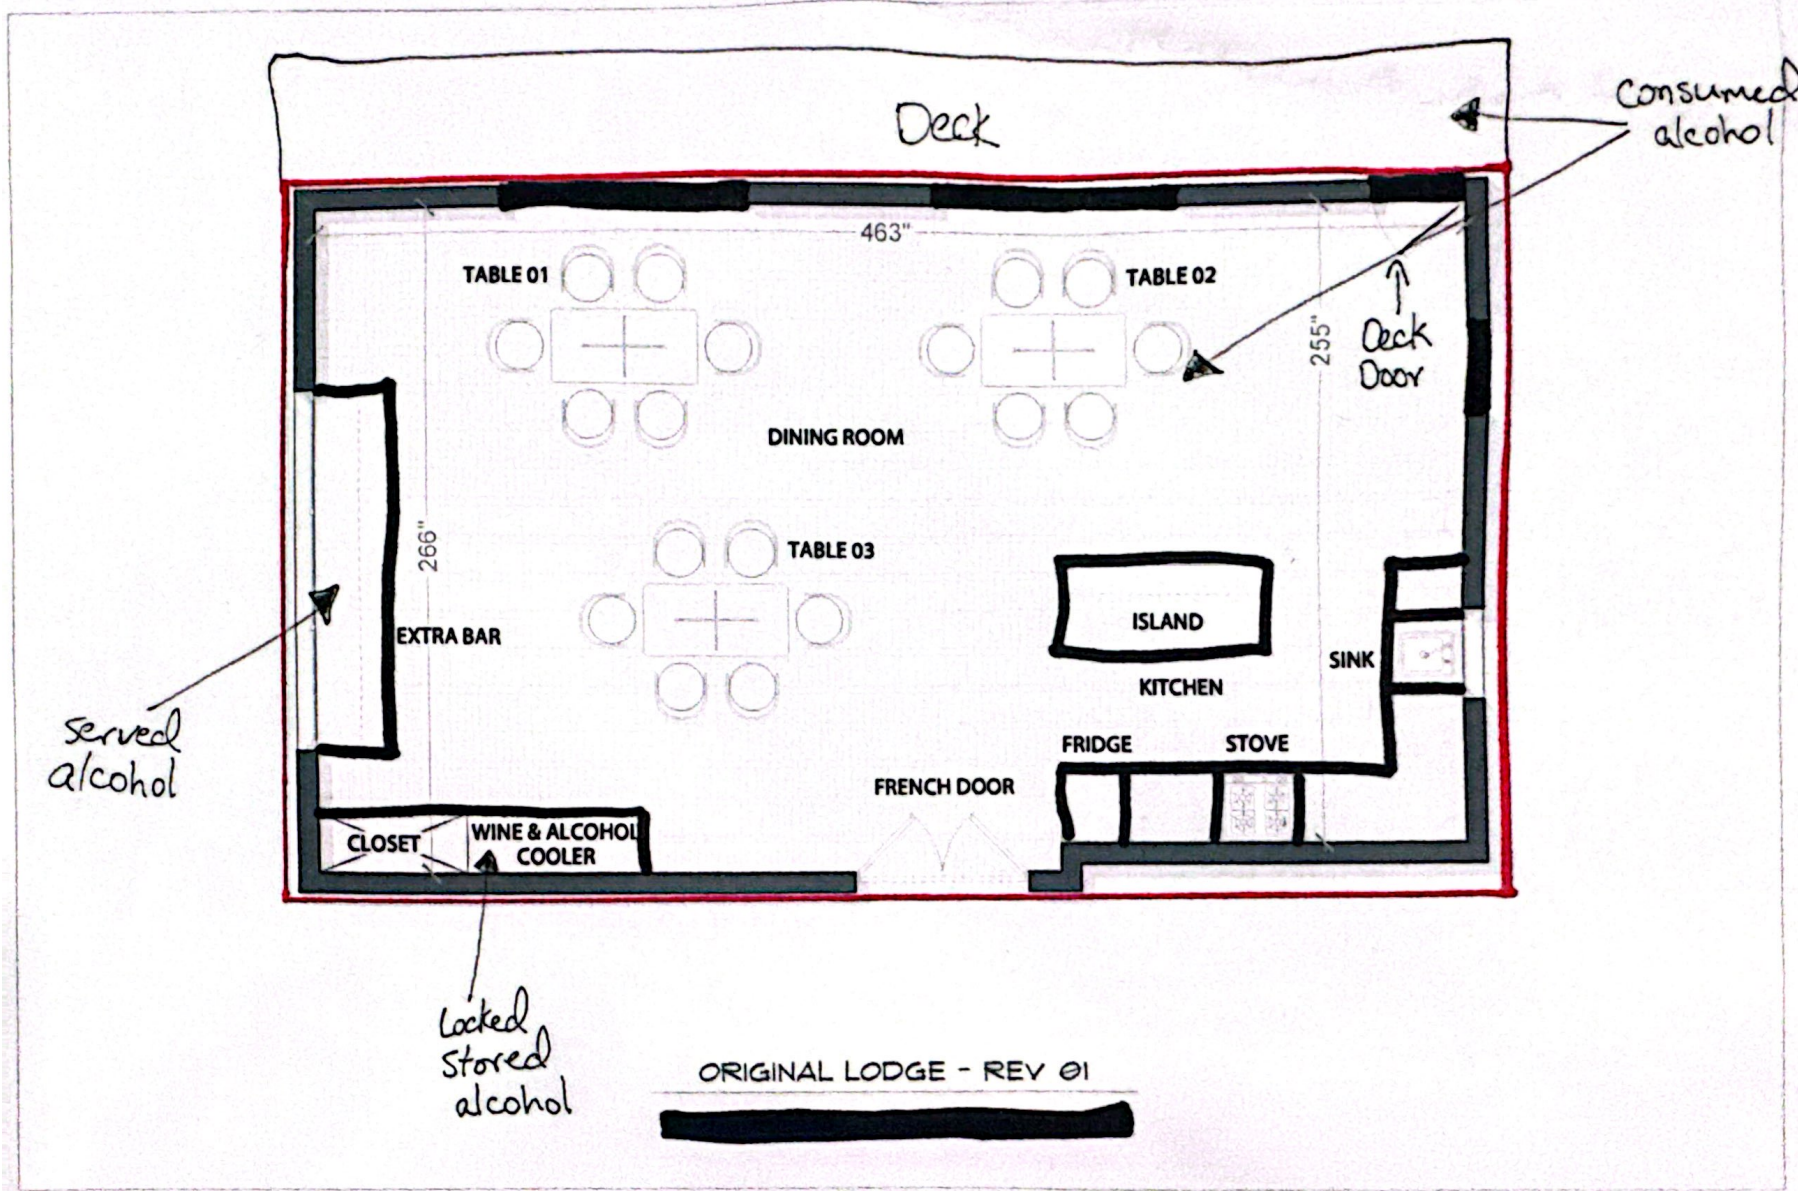 Deck
consumed
alcohol
463"
TABLE 01
TABLE 02
255"
Deck
Door
DINING ROOM
266"
TABLE 03
EXTRA BAR
ISLAND
SINK
KITCHEN
served
alcohol
FRIDGE
STOVE
FRENCH DOOR
CLOSET
WINE & ALCOHOL
COOLER
Locked
stored
alcohol
ORIGINAL LODGE - REV 01